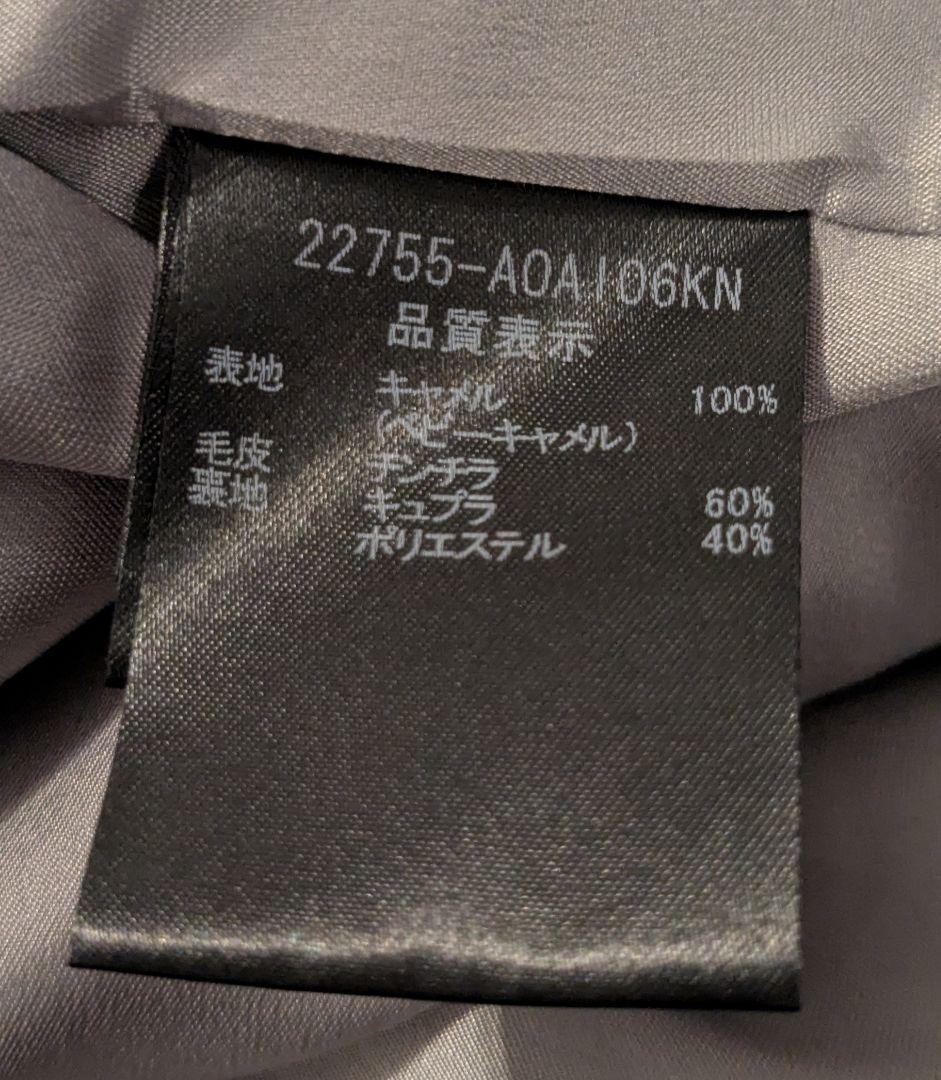 22755-AOA106KN
品質表示
表地 キャメル 100%
(ベビーキャメル)
毛皮 チンチラ
裏地 キュプラ 60%
ポリエステル 40%